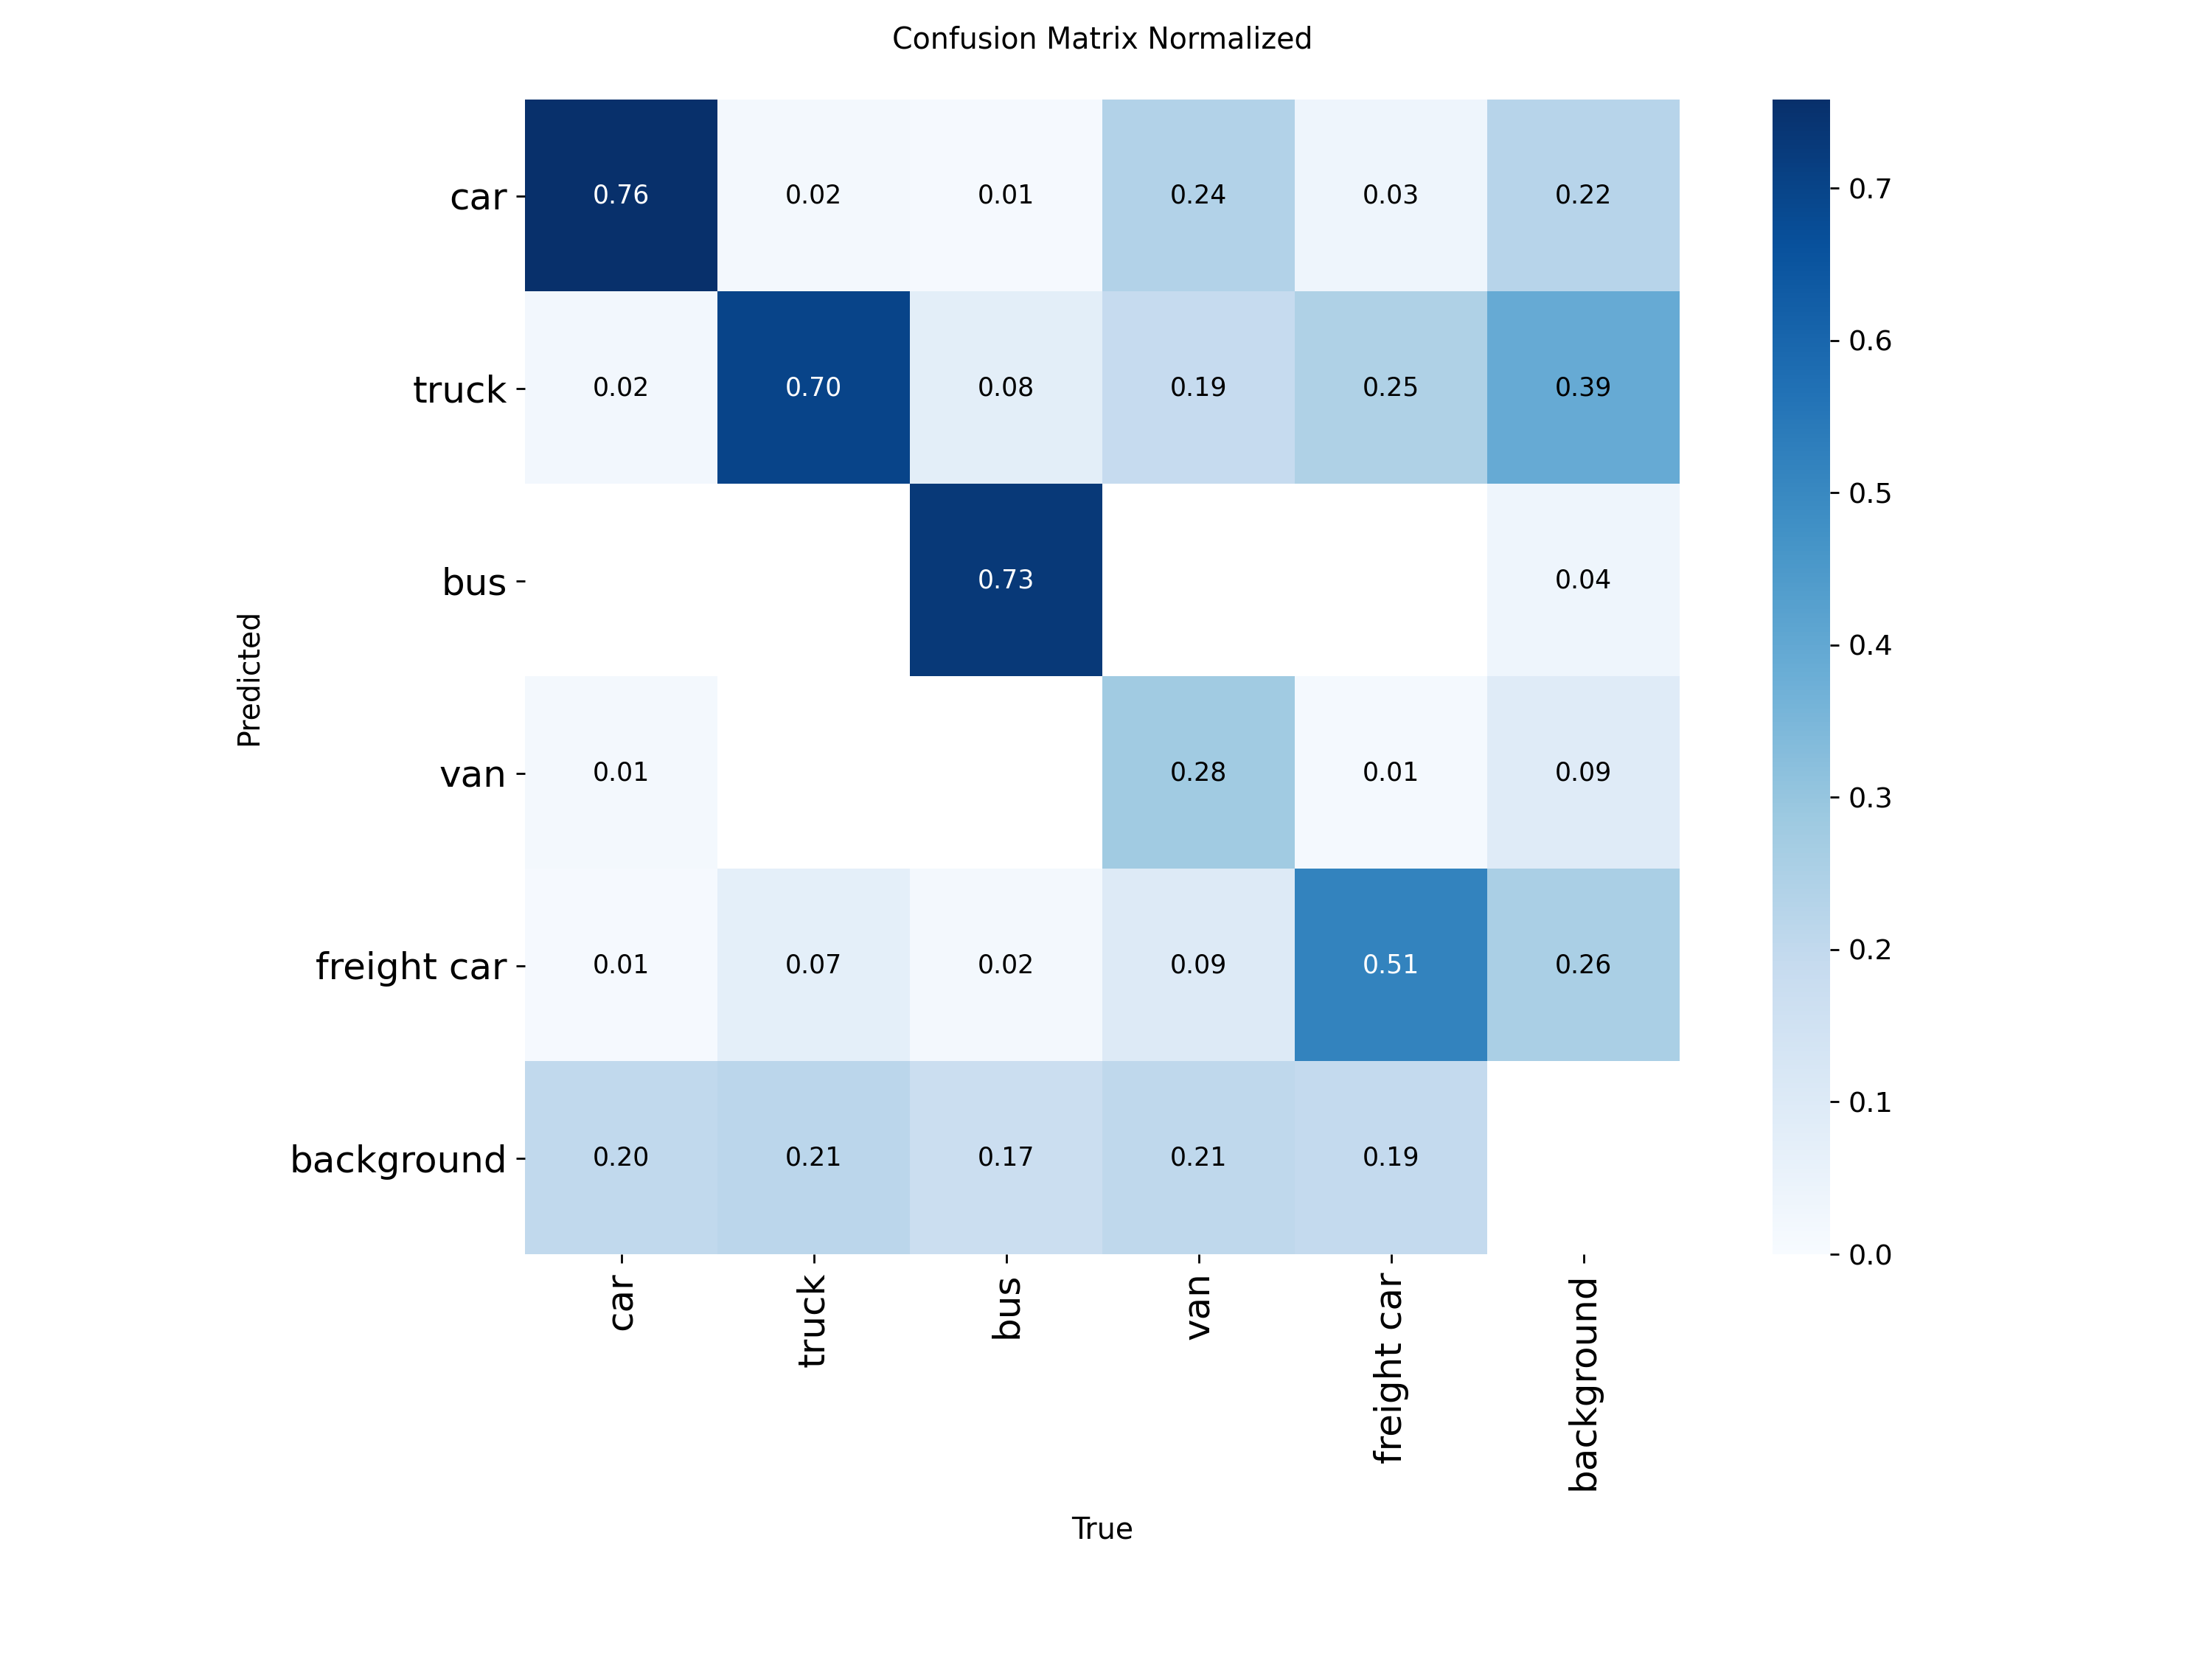 Confusion Matrix Normalized
car
0.76 0.02 0.01 0.24 0.03 0.22
truck
0.02 0.70 0.08 0.19 0.25 0.39
bus
0.73 0.04
van
0.01 0.28 0.01 0.09
freight car
0.01 0.07 0.02 0.09 0.51 0.26
background
0.20 0.21 0.17 0.21 0.19
Predicted
car
truck
bus
van
freight car
background
True
0.7
0.6
0.5
0.4
0.3
0.2
0.1
0.0